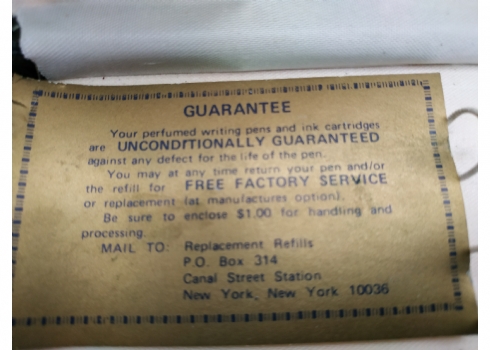 GUARANTEE
Your perfumed writing pens and ink cartridges
are UNCONDITIONALLY GUARANTEED
against any defect for the life of the pen.
You may at any time return your pen and/or
the refill for FREE FACTORY SERVICE
or replacement (at manufactures option).
Be sure to enclose $1.00 for handling and
processing.
MAIL TO: Replacement Refills
P.O. Box 314
Canal Street Station
New York, New York 10036